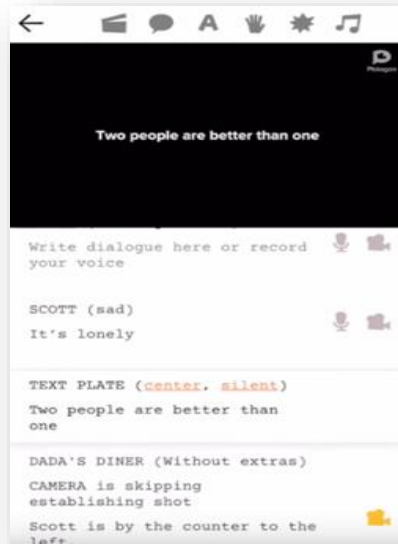 Plotagon
Two people are better than one
Write dialogue here or record
your voice
SCOTT (sad)
It's lonely
TEXT PLATE (center, silent)
Two people are better than
one
DADA'S DINER (Without extras)
CAMERA is skipping
establishing shot
Scott is by the counter to the
left.